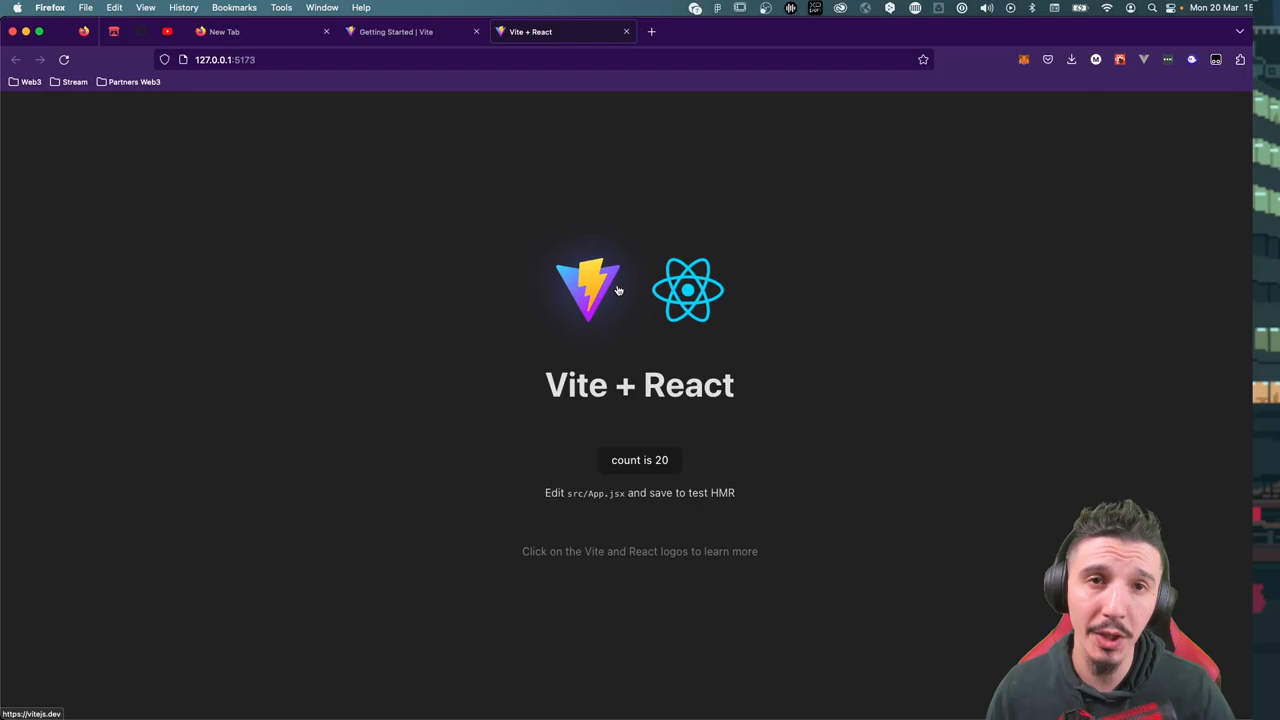 Firefox File Edit View History Bookmarks Tools Window Help Mon 20 Mar 1
New Tab Getting Started | Vite Vite + React
127.0.0.1:5173
Web3 Stream Partners Web3
Vite + React
count is 20
Edit src/App.jsx and save to test HMR
Click on the Vite and React logos to learn more
https://vitejs.dev